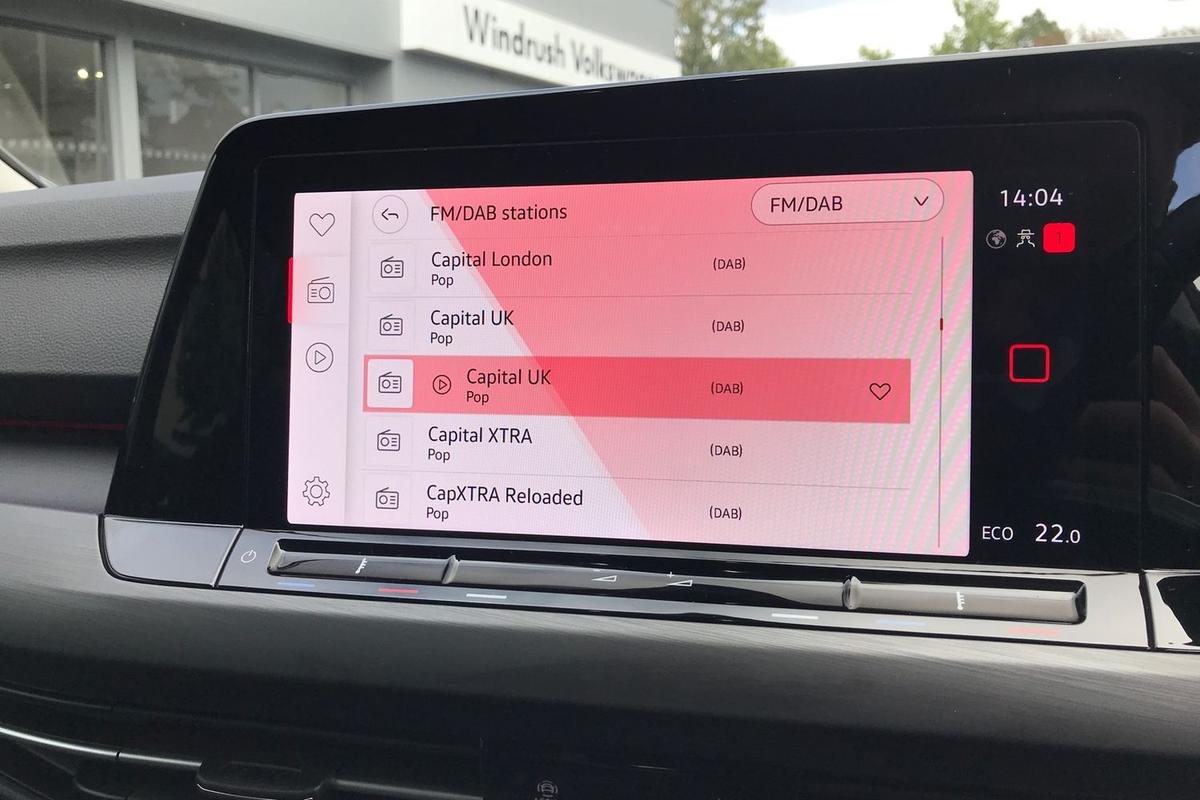 Windrush Volkswagen
FM/DAB stations
FM/DAB
14:04
1
Capital London
(DAB)
Pop
Capital UK
(DAB)
Pop
Capital UK
(DAB)
Pop
Capital XTRA
(DAB)
Pop
CapXTRA Reloaded
(DAB)
Pop
ECO 22.0